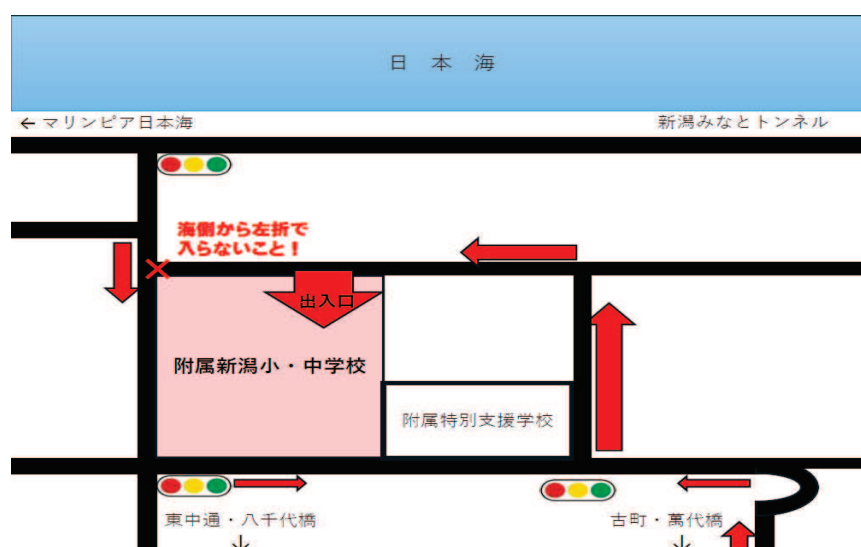 日本海
←マリンピア日本海
新潟みなとトンネル
海側から左折で
入らないこと！
出入口
附属新潟小・中学校
附属特別支援学校
東中通・八千代橋
↓
古町・萬代橋
↓